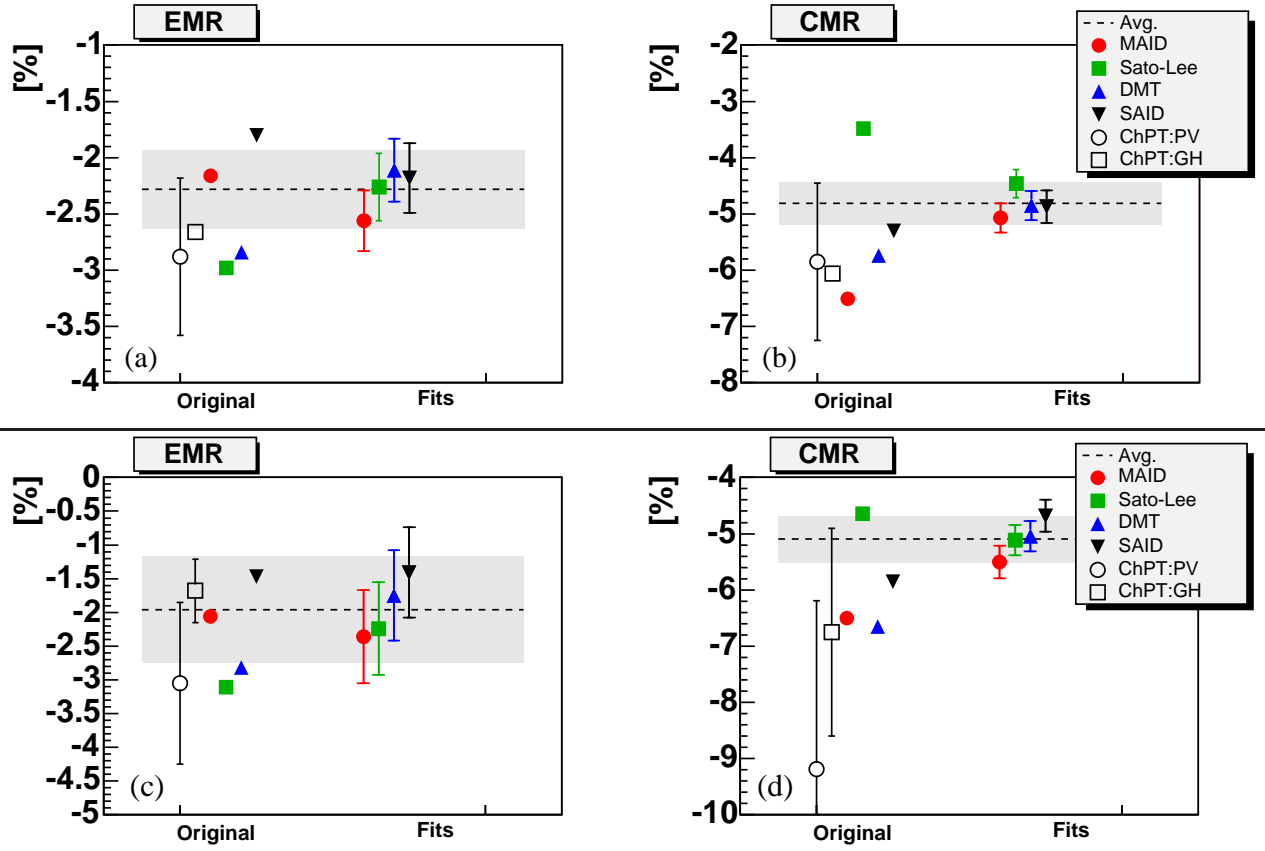 EMR
[%]
-1
-1.5
-2
-2.5
-3
-3.5
-4
(a)
Original
Fits
CMR
[%]
-2
-3
-4
-5
-6
-7
-8
(b)
Original
Fits
Avg.
MAID
Sato-Lee
DMT
SAID
ChPT:PV
ChPT:GH
EMR
[%]
0
-0.5
-1
-1.5
-2
-2.5
-3
-3.5
-4
-4.5
-5
(c)
Original
Fits
CMR
[%]
-4
-5
-6
-7
-8
-9
-10
(d)
Original
Fits
Avg.
MAID
Sato-Lee
DMT
SAID
ChPT:PV
ChPT:GH